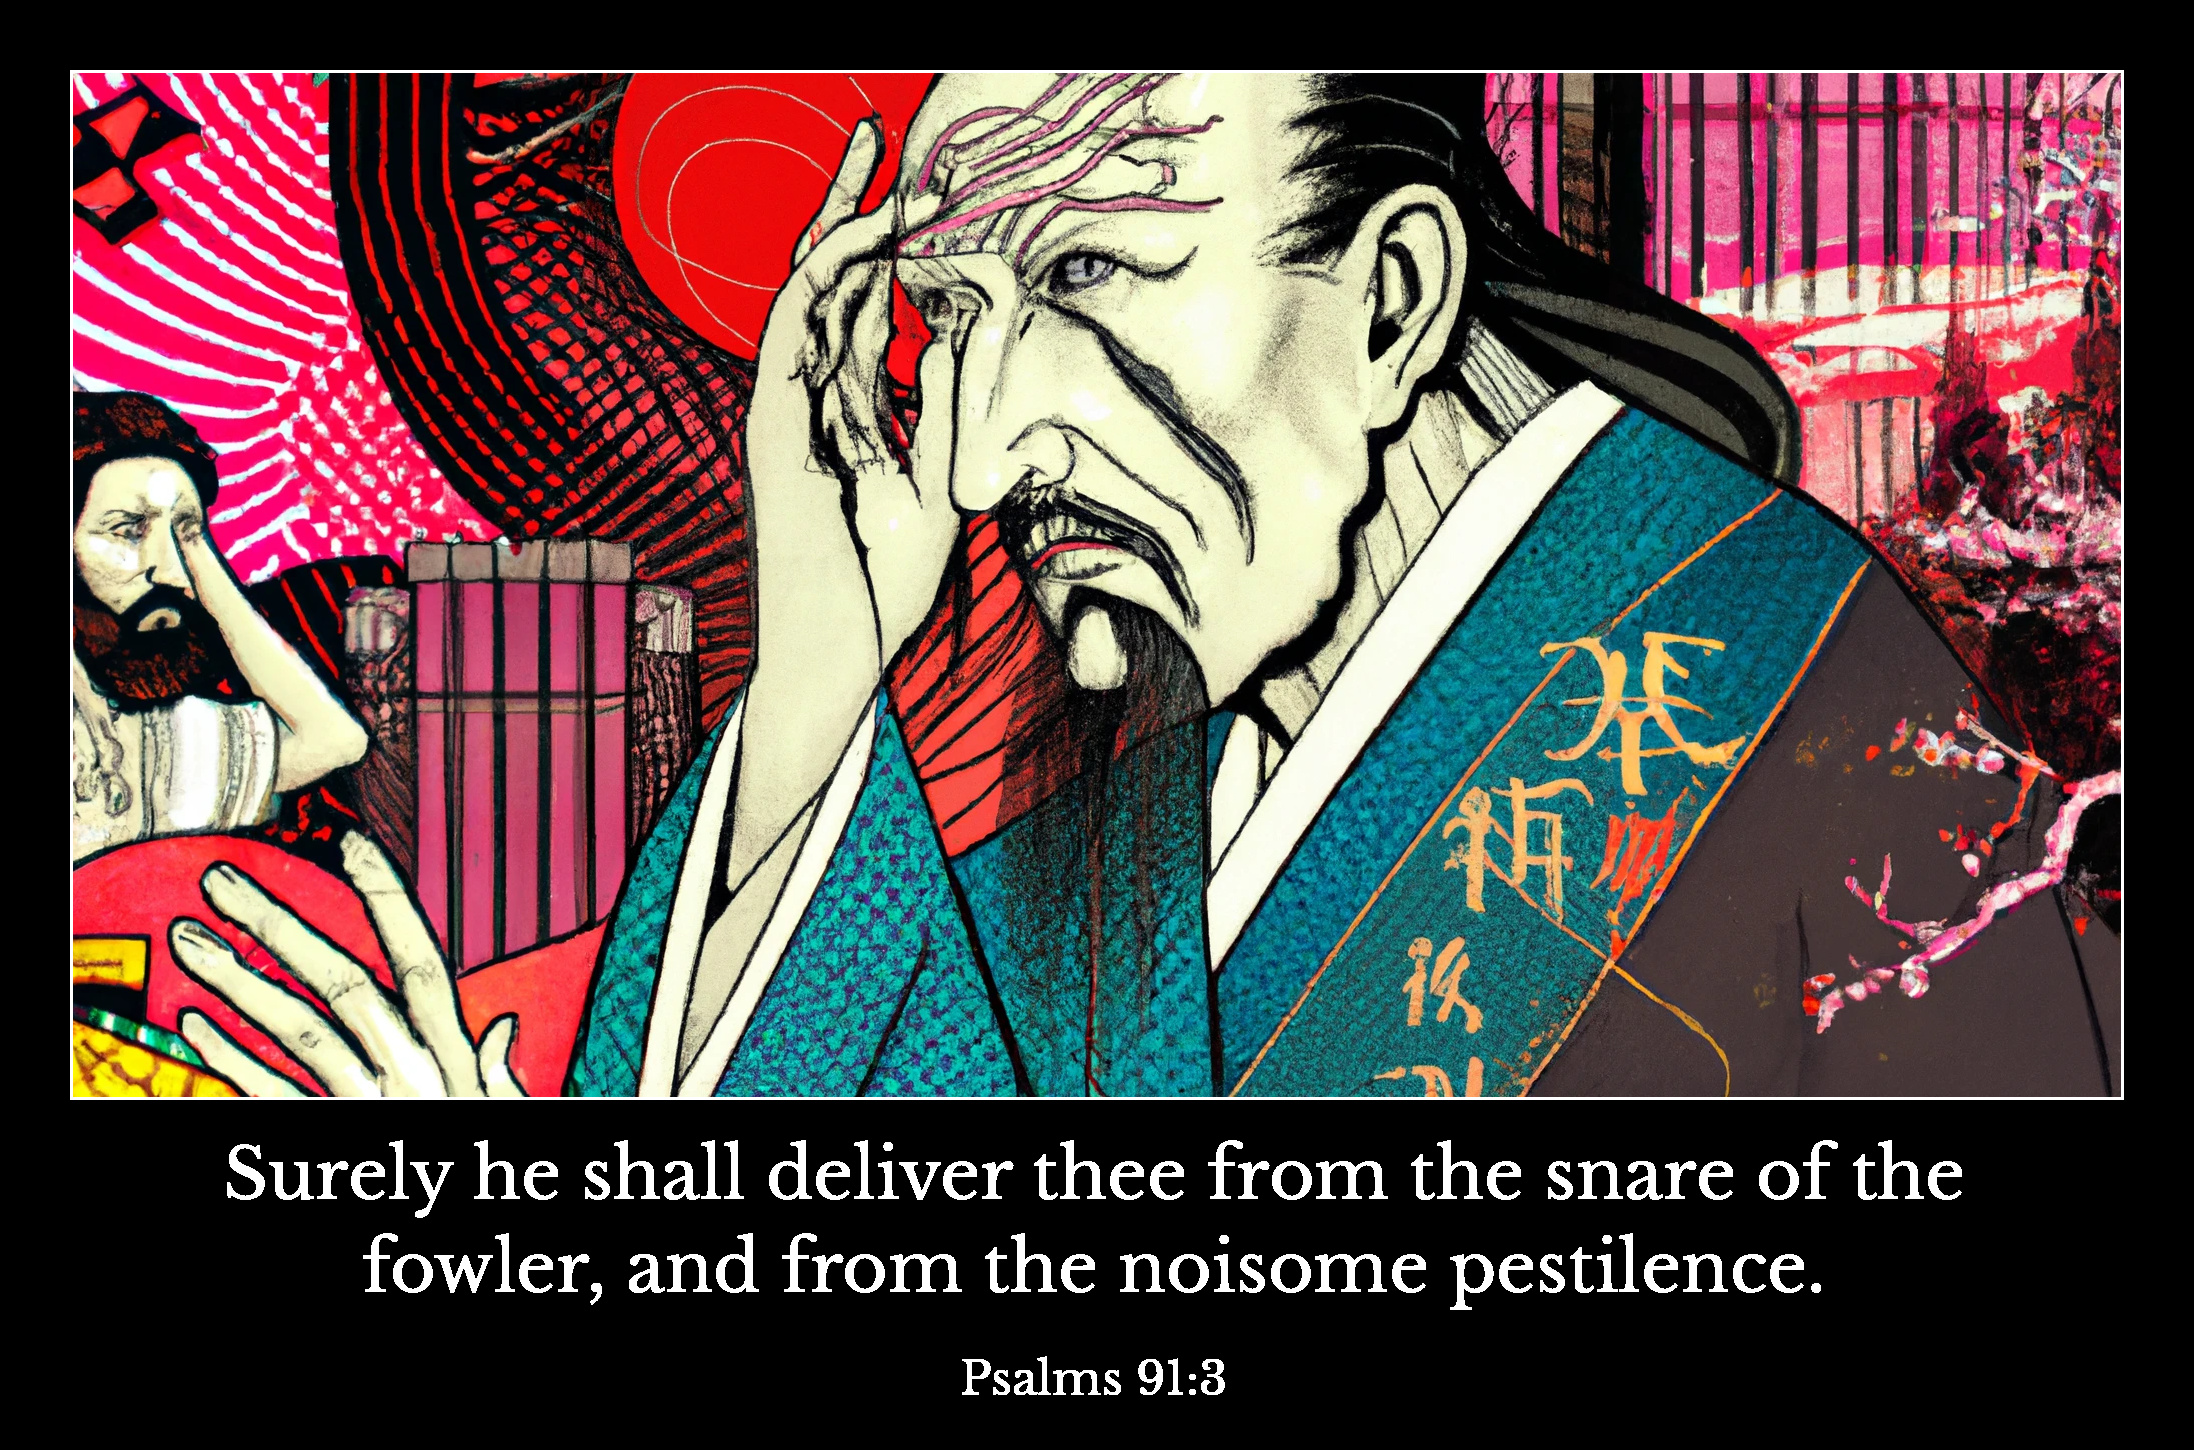 Surely he shall deliver thee from the snare of the
fowler, and from the noisome pestilence.
Psalms 91:3